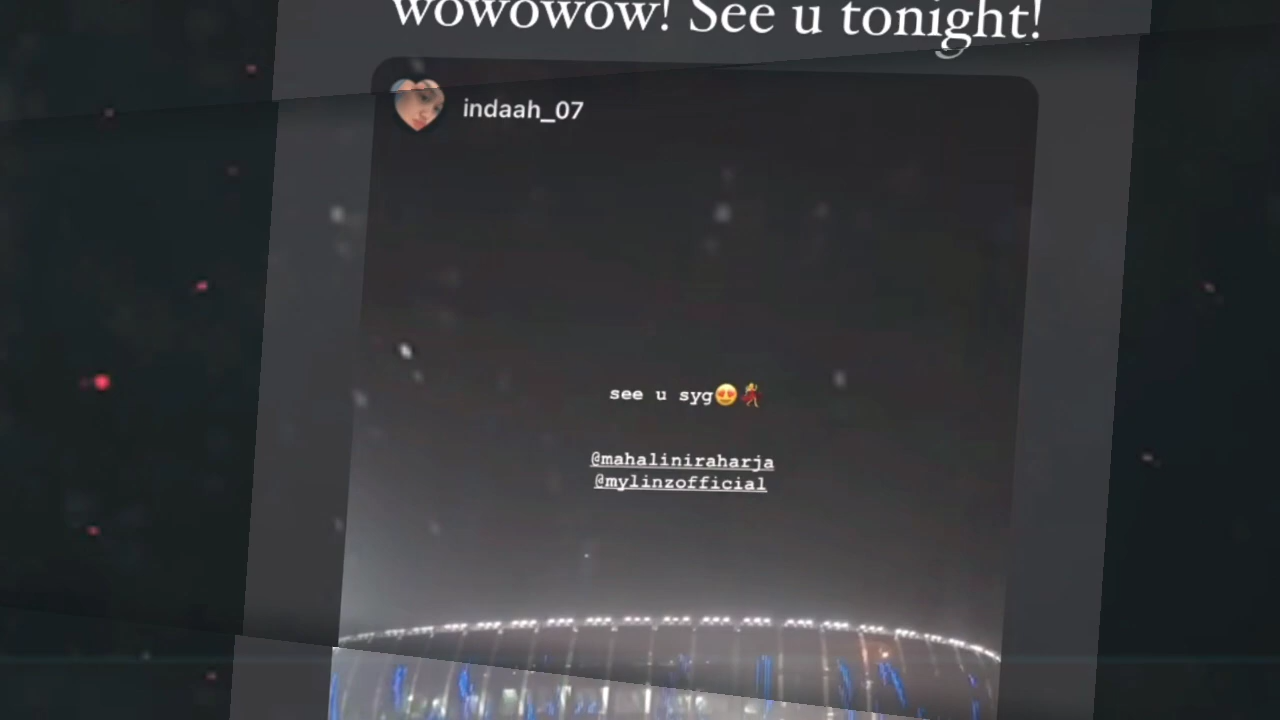 wowowow! See u tonight!
indaah_07
see u syg😍💃
@mahaliniraharja
@mylinzofficial